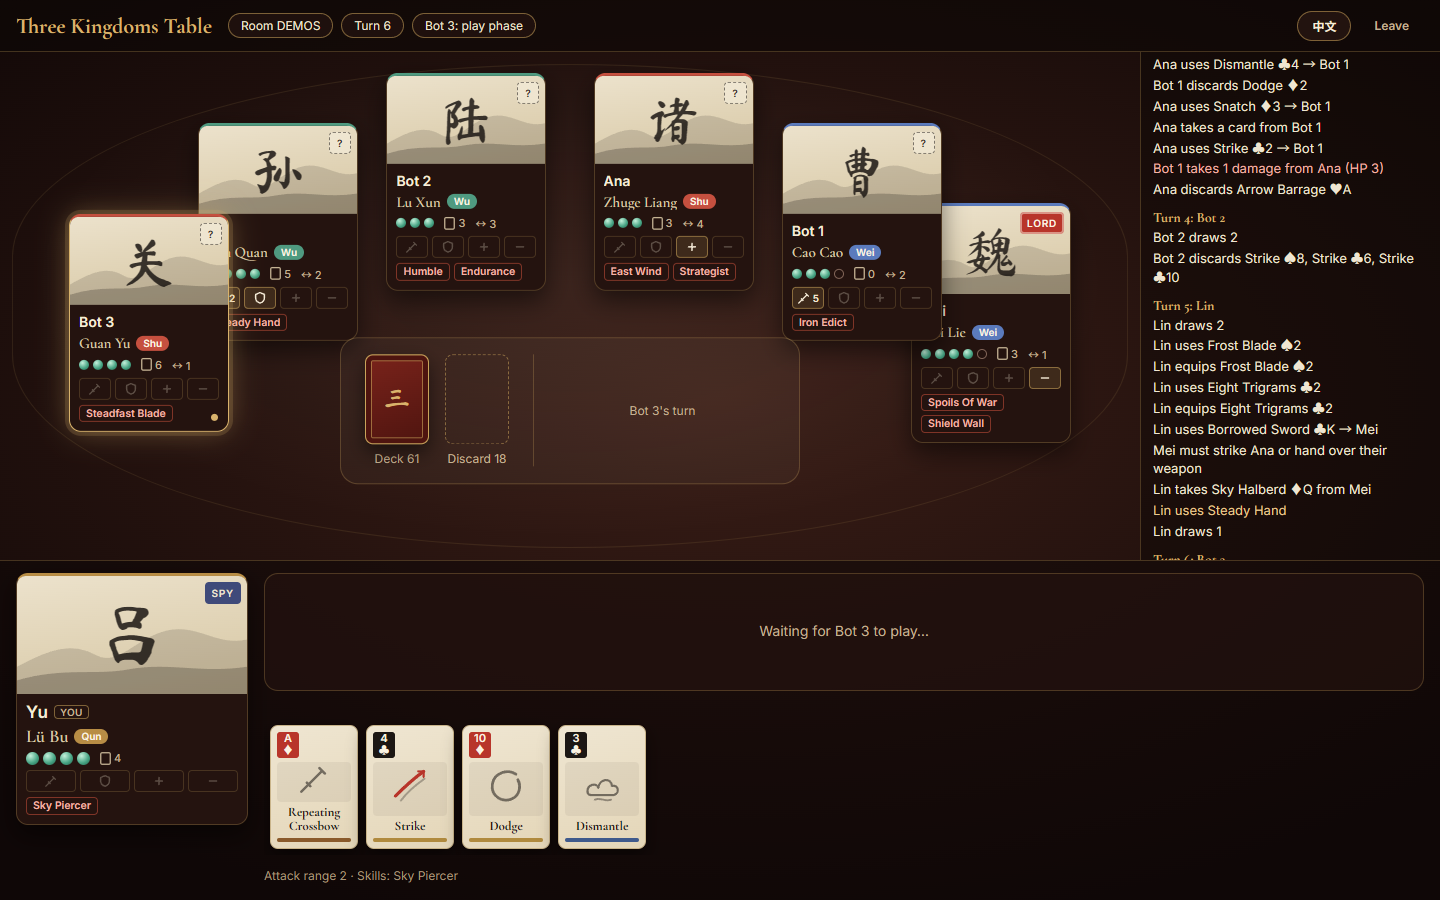 Three Kingdoms Table
Room DEMOS
Turn 6
Bot 3: play phase
中文
Leave
关
?
Bot 3
Guan Yu Shu
6 ↔ 1
Steadfast Blade
孙
?
Quan Wu
5 ↔ 2
2
eady Hand
陆
?
Bot 2
Lu Xun Wu
3 ↔ 3
Humble Endurance
诸
?
Ana
Zhuge Liang Shu
3 ↔ 4
+ −
East Wind Strategist
曹
?
Bot 1
Cao Cao Wei
0 ↔ 2
5
Iron Edict
魏
LORD
i
i Lie Wei
3 ↔ 1
Spoils Of War
Shield Wall
三
Deck 61
Discard 18
Bot 3's turn
Ana uses Dismantle ♣4 → Bot 1
Bot 1 discards Dodge ♦2
Ana uses Snatch ♦3 → Bot 1
Ana takes a card from Bot 1
Ana uses Strike ♣2 → Bot 1
Bot 1 takes 1 damage from Ana (HP 3)
Ana discards Arrow Barrage ♥A
Turn 4: Bot 2
Bot 2 draws 2
Bot 2 discards Strike ♠8, Strike ♣6, Strike
♣10
Turn 5: Lin
Lin draws 2
Lin uses Frost Blade ♠2
Lin equips Frost Blade ♠2
Lin uses Eight Trigrams ♣2
Lin equips Eight Trigrams ♣2
Lin uses Borrowed Sword ♣K → Mei
Mei must strike Ana or hand over their
weapon
Lin takes Sky Halberd ♦Q from Mei
Lin uses Steady Hand
Lin draws 1
吕
SPY
Yu YOU
Lü Bu Qun
4
Sky Piercer
Waiting for Bot 3 to play...
A♦
Repeating
Crossbow
4♣
Strike
10♦
Dodge
3♣
Dismantle
Attack range 2 · Skills: Sky Piercer